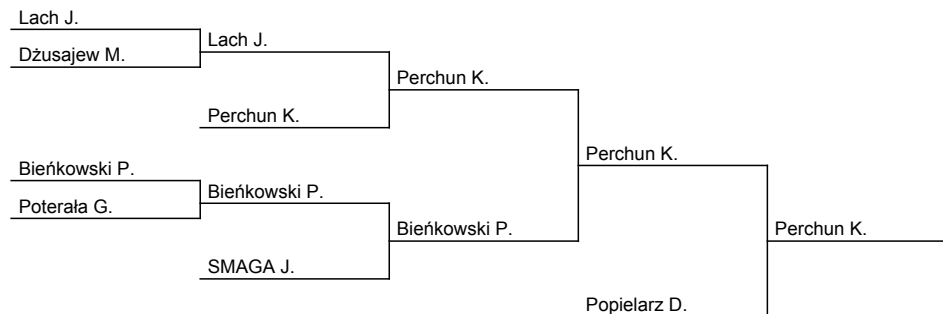 Lach J.
Dżusajew M.
Lach J.
Perchun K.
Perchun K.
Bieńkowski P.
Poterała G.
Bieńkowski P.
SMAGA J.
Bieńkowski P.
Perchun K.
Popielarz D.
Perchun K.